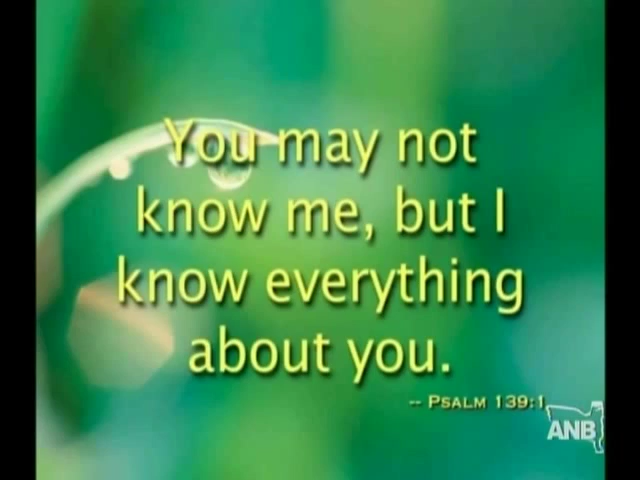 You may not
know me, but I
know everything
about you.
-- Psalm 139:1
ANB